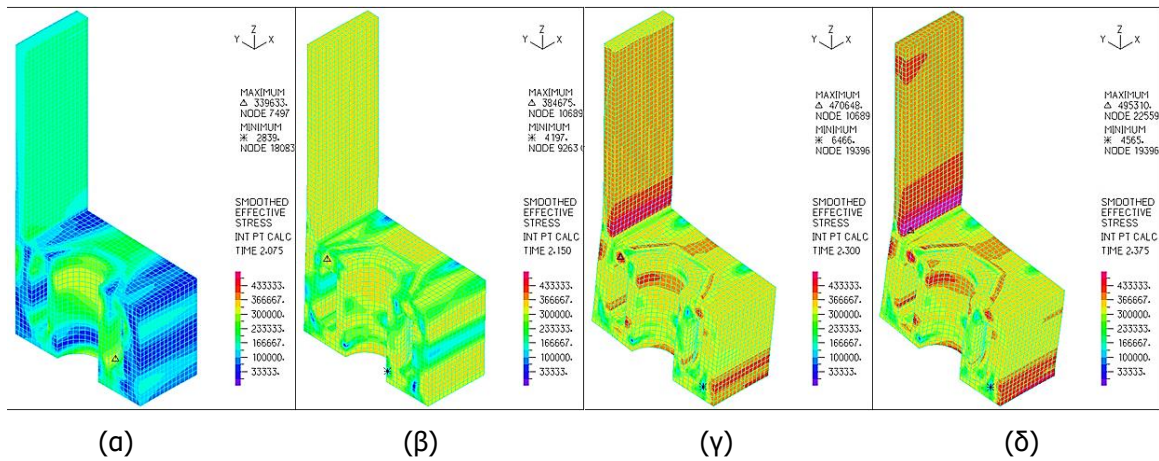 Z
Y X
MAXIMUM
△ 339633.
NODE 7497
MINIMUM
✳ 2839.
NODE 18083
SMOOTHED
EFFECTIVE
STRESS
INT PT CALC
TIME 2.075
433333.
366667.
300000.
233333.
166667.
100000.
33333.
Z
Y X
MAXIMUM
△ 384675.
NODE 10689
MINIMUM
✳ 4197.
NODE 9263
SMOOTHED
EFFECTIVE
STRESS
INT PT CALC
TIME 2.150
433333.
366667.
300000.
233333.
166667.
100000.
33333.
Z
Y X
MAXIMUM
△ 470648.
NODE 10689
MINIMUM
✳ 6466.
NODE 19396
SMOOTHED
EFFECTIVE
STRESS
INT PT CALC
TIME 2.300
433333.
366667.
300000.
233333.
166667.
100000.
33333.
Z
Y X
MAXIMUM
△ 495310.
NODE 22559
MINIMUM
✳ 4565.
NODE 19396
SMOOTHED
EFFECTIVE
STRESS
INT PT CALC
TIME 2.375
433333.
366667.
300000.
233333.
166667.
100000.
33333.
(α) (β) (γ) (δ)